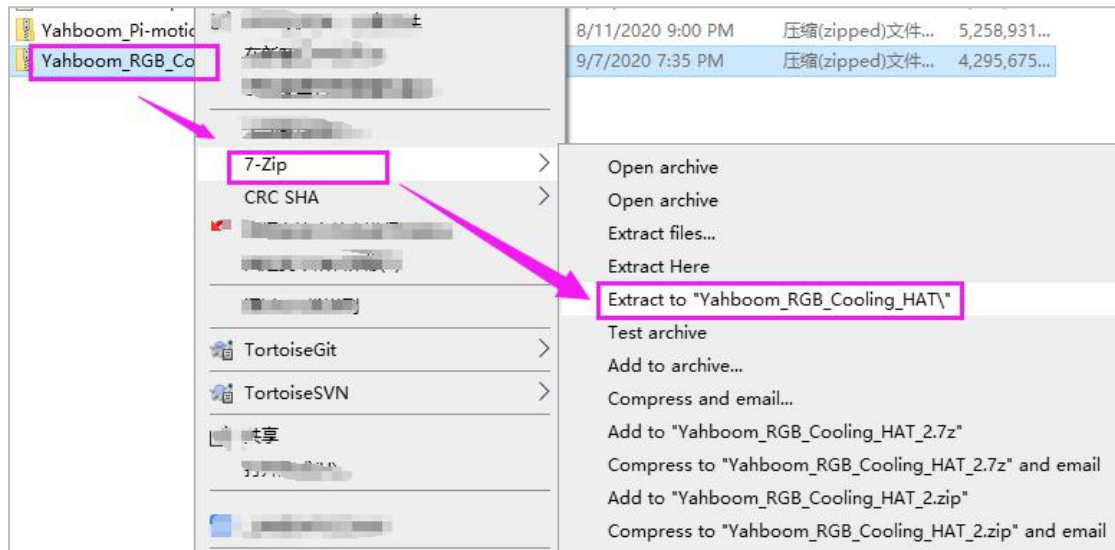 Yahboom_Pi-motic
8/11/2020 9:00 PM 压缩(zipped)文件... 5,258,931...
Yahboom_RGB_Co
9/7/2020 7:35 PM 压缩(zipped)文件... 4,295,675...
7-Zip
CRC SHA
TortoiseGit
TortoiseSVN
共享
Open archive
Open archive
Extract files...
Extract Here
Extract to "Yahboom_RGB_Cooling_HAT\"
Test archive
Add to archive...
Compress and email...
Add to "Yahboom_RGB_Cooling_HAT_2.7z"
Compress to "Yahboom_RGB_Cooling_HAT_2.7z" and email
Add to "Yahboom_RGB_Cooling_HAT_2.zip"
Compress to "Yahboom_RGB_Cooling_HAT_2.zip" and email